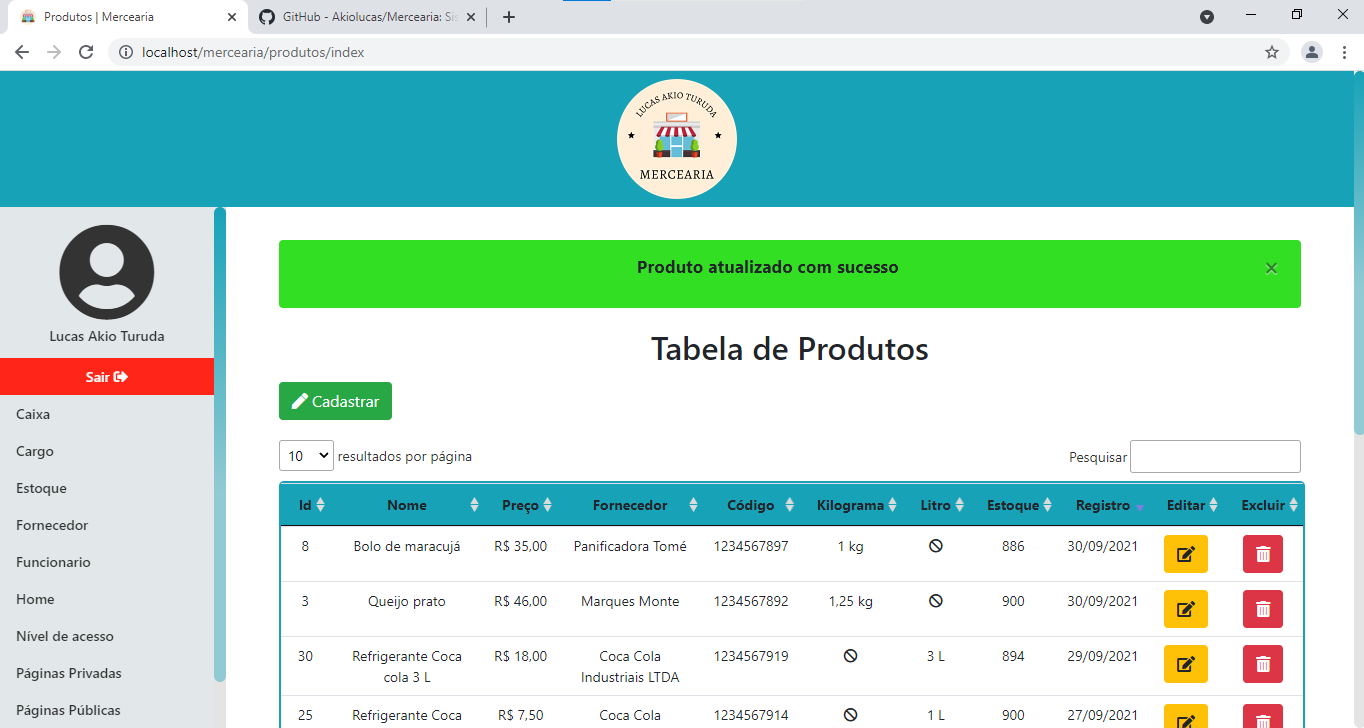 Produtos | Mercearia
GitHub - Akiolucas/Mercearia: Sis
localhost/mercearia/produtos/index
LUCAS AKIO TURUDA
MERCEARIA
Lucas Akio Turuda
Sair
Caixa
Cargo
Estoque
Fornecedor
Funcionario
Home
Nível de acesso
Páginas Privadas
Páginas Públicas
Produto atualizado com sucesso
×
Tabela de Produtos
Cadastrar
10 resultados por página
Pesquisar
Id Nome Preço Fornecedor Código Kilograma Litro Estoque Registro Editar Excluir
8 Bolo de maracujá R$ 35,00 Panificadora Tomé 1234567897 1 kg 886 30/09/2021
3 Queijo prato R$ 46,00 Marques Monte 1234567892 1,25 kg 900 30/09/2021
30 Refrigerante Coca Cola R$ 18,00 Coca Cola 1234567919 3 L 894 29/09/2021
cola 3 L Industriais LTDA
25 Refrigerante Coca R$ 7,50 Coca Cola 1234567914 1 L 900 27/09/2021